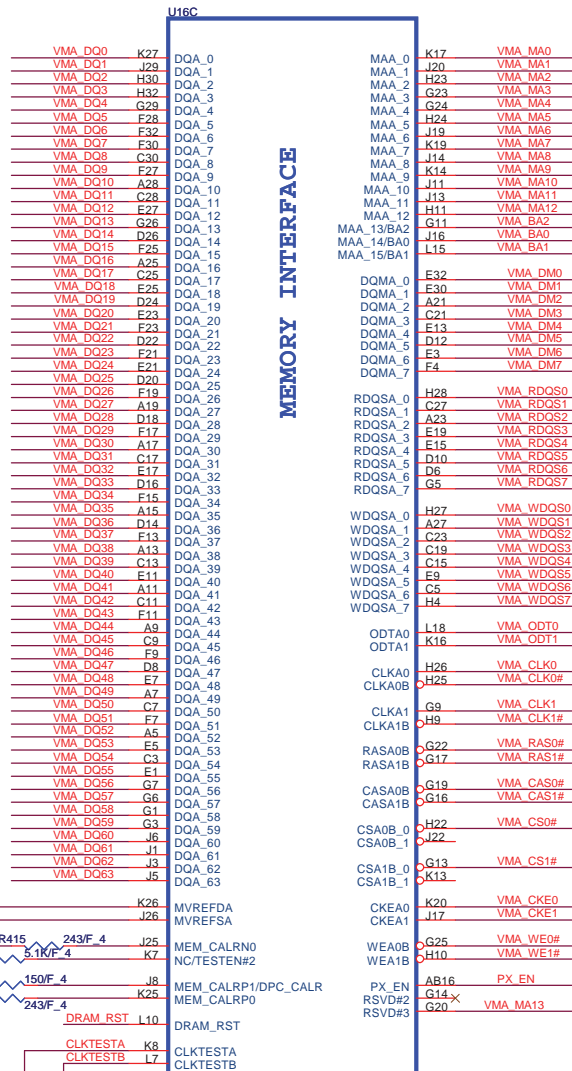 U16C
MEMORY INTERFACE
VMA_DQ0 K27 DQA_0
VMA_DQ1 J29 DQA_1
VMA_DQ2 H30 DQA_2
VMA_DQ3 H32 DQA_3
VMA_DQ4 G29 DQA_4
VMA_DQ5 F28 DQA_5
VMA_DQ6 F32 DQA_6
VMA_DQ7 F30 DQA_7
VMA_DQ8 C30 DQA_8
VMA_DQ9 F27 DQA_9
VMA_DQ10 A28 DQA_10
VMA_DQ11 C28 DQA_11
VMA_DQ12 E27 DQA_12
VMA_DQ13 G26 DQA_13
VMA_DQ14 D26 DQA_14
VMA_DQ15 F25 DQA_15
VMA_DQ16 A25 DQA_16
VMA_DQ17 C25 DQA_17
VMA_DQ18 E25 DQA_18
VMA_DQ19 D24 DQA_19
VMA_DQ20 E23 DQA_20
VMA_DQ21 F23 DQA_21
VMA_DQ22 D22 DQA_22
VMA_DQ23 F21 DQA_23
VMA_DQ24 E21 DQA_24
VMA_DQ25 D20 DQA_25
VMA_DQ26 F19 DQA_26
VMA_DQ27 A19 DQA_27
VMA_DQ28 D18 DQA_28
VMA_DQ29 F17 DQA_29
VMA_DQ30 A17 DQA_30
VMA_DQ31 C17 DQA_31
VMA_DQ32 E17 DQA_32
VMA_DQ33 D16 DQA_33
VMA_DQ34 F15 DQA_34
VMA_DQ35 A15 DQA_35
VMA_DQ36 D14 DQA_36
VMA_DQ37 F13 DQA_37
VMA_DQ38 A13 DQA_38
VMA_DQ39 C13 DQA_39
VMA_DQ40 E11 DQA_40
VMA_DQ41 A11 DQA_41
VMA_DQ42 C11 DQA_42
VMA_DQ43 F11 DQA_43
VMA_DQ44 A9 DQA_44
VMA_DQ45 C9 DQA_45
VMA_DQ46 F9 DQA_46
VMA_DQ47 D8 DQA_47
VMA_DQ48 E7 DQA_48
VMA_DQ49 A7 DQA_49
VMA_DQ50 C7 DQA_50
VMA_DQ51 F7 DQA_51
VMA_DQ52 A5 DQA_52
VMA_DQ53 E5 DQA_53
VMA_DQ54 C3 DQA_54
VMA_DQ55 E1 DQA_55
VMA_DQ56 G7 DQA_56
VMA_DQ57 G6 DQA_57
VMA_DQ58 G1 DQA_58
VMA_DQ59 G3 DQA_59
VMA_DQ60 J6 DQA_60
VMA_DQ61 J1 DQA_61
VMA_DQ62 J3 DQA_62
VMA_DQ63 J5 DQA_63
K26 MVREFDA
J26 MVREFSA
R415 243/F_4 J25 MEM_CALRN0
5.1K/F_4 K7 NC/TESTEN#2
150/F_4 J8 MEM_CALRP1/DPC_CALR
243/F_4 K25 MEM_CALRP0
DRAM_RST L10 DRAM_RST
CLKTESTA K8 CLKTESTA
CLKTESTB L7 CLKTESTB
MAA_0 K17 VMA_MA0
MAA_1 J20 VMA_MA1
MAA_2 H23 VMA_MA2
MAA_3 G23 VMA_MA3
MAA_4 G24 VMA_MA4
MAA_5 H24 VMA_MA5
MAA_6 J19 VMA_MA6
MAA_7 K19 VMA_MA7
MAA_8 J14 VMA_MA8
MAA_9 K14 VMA_MA9
MAA_10 J11 VMA_MA10
MAA_11 J13 VMA_MA11
MAA_12 H11 VMA_MA12
MAA_13/BA2 G11 VMA_BA2
MAA_14/BA0 J16 VMA_BA0
MAA_15/BA1 L15 VMA_BA1
DQMA_0 E32 VMA_DM0
DQMA_1 E30 VMA_DM1
DQMA_2 A21 VMA_DM2
DQMA_3 C21 VMA_DM3
DQMA_4 E13 VMA_DM4
DQMA_5 D12 VMA_DM5
DQMA_6 E3 VMA_DM6
DQMA_7 F4 VMA_DM7
RDQSA_0 H28 VMA_RDQS0
RDQSA_1 C27 VMA_RDQS1
RDQSA_2 A23 VMA_RDQS2
RDQSA_3 E19 VMA_RDQS3
RDQSA_4 E15 VMA_RDQS4
RDQSA_5 D10 VMA_RDQS5
RDQSA_6 D6 VMA_RDQS6
RDQSA_7 G5 VMA_RDQS7
WDQSA_0 H27 VMA_WDQS0
WDQSA_1 A27 VMA_WDQS1
WDQSA_2 C23 VMA_WDQS2
WDQSA_3 C19 VMA_WDQS3
WDQSA_4 C15 VMA_WDQS4
WDQSA_5 E9 VMA_WDQS5
WDQSA_6 C5 VMA_WDQS6
WDQSA_7 H4 VMA_WDQS7
ODTA0 L18 VMA_ODT0
ODTA1 K16 VMA_ODT1
CLKA0 H26 VMA_CLK0
CLKA0B H25 VMA_CLK0#
CLKA1 G9 VMA_CLK1
CLKA1B H9 VMA_CLK1#
RASA0B G22 VMA_RAS0#
RASA1B G17 VMA_RAS1#
CASA0B G19 VMA_CAS0#
CASA1B G16 VMA_CAS1#
CSA0B_0 H22 VMA_CS0#
CSA0B_1 J22
CSA1B_0 G13 VMA_CS1#
CSA1B_1 K13
CKEA0 K20 VMA_CKE0
CKEA1 J17 VMA_CKE1
WEA0B G25 VMA_WE0#
WEA1B H10 VMA_WE1#
PX_EN AB16 PX_EN
RSVD#2 G14
RSVD#3 G20 VMA_MA13